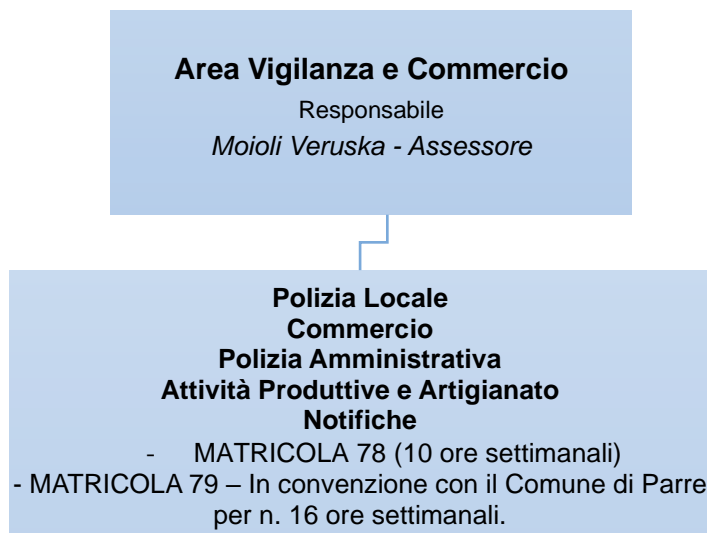 Area Vigilanza e Commercio
Responsabile
Moioli Veruska - Assessore
Polizia Locale
Commercio
Polizia Amministrativa
Attività Produttive e Artigianato
Notifiche
- MATRICOLA 78 (10 ore settimanali)
- MATRICOLA 79 – In convenzione con il Comune di Parre
per n. 16 ore settimanali.